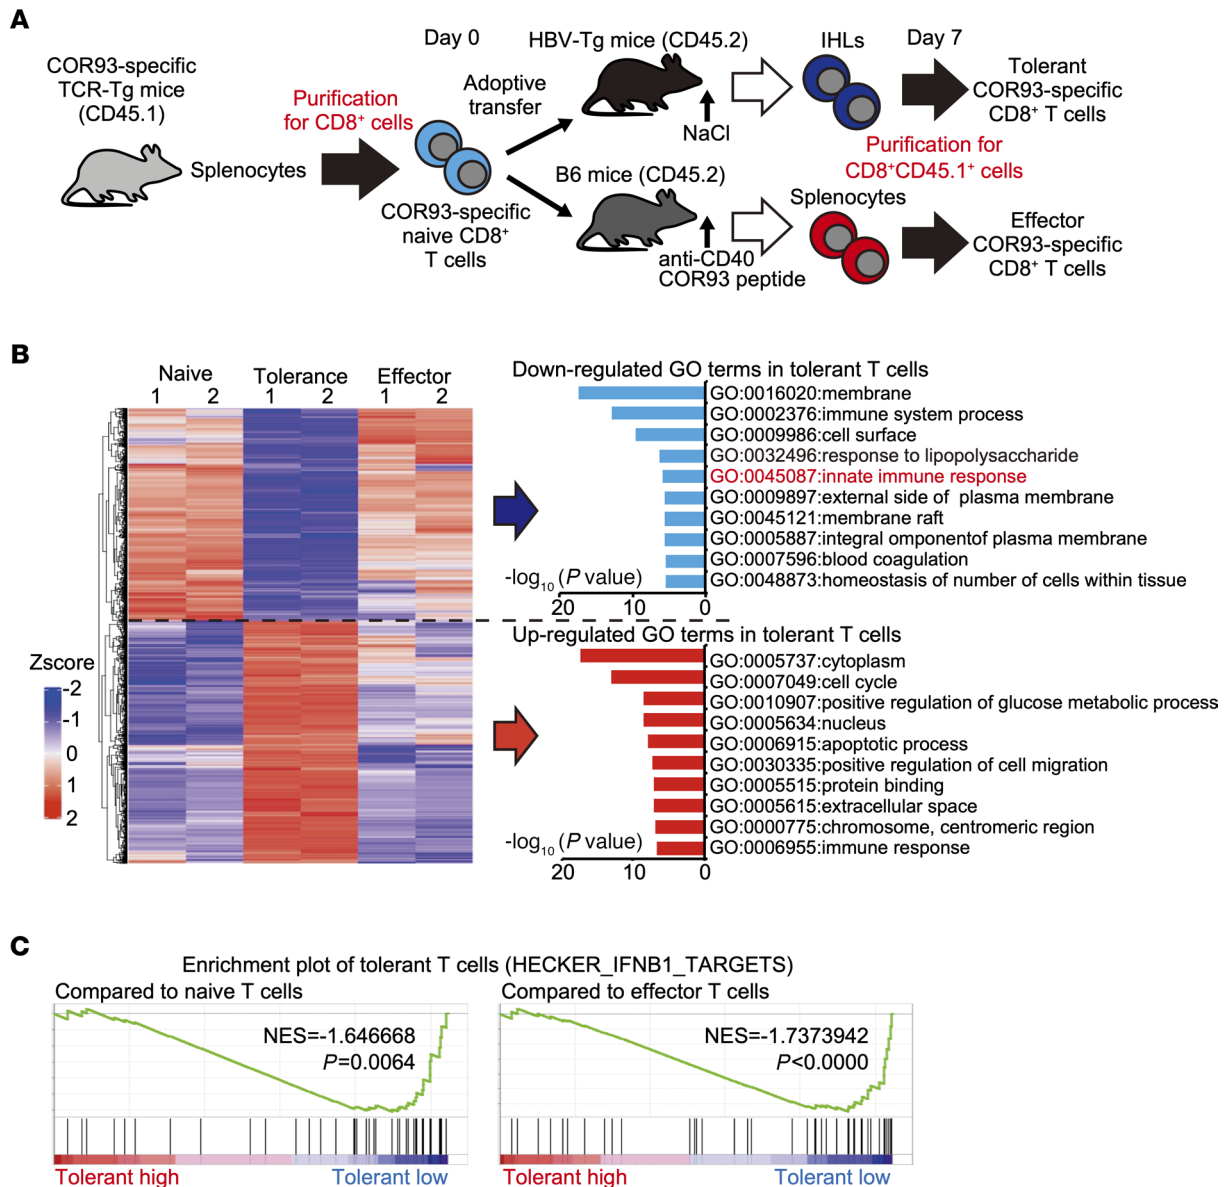 A
COR93-specific
TCR-Tg mice
(CD45.1)
Splenocytes
Purification
for CD8+ cells
Day 0
COR93-specific
naive CD8+
T cells
Adoptive
transfer
HBV-Tg mice (CD45.2)
NaCl
B6 mice (CD45.2)
anti-CD40
COR93 peptide
IHLs
Day 7
Tolerant
COR93-specific
CD8+ T cells
Purification for
CD8+CD45.1+ cells
Splenocytes
Effector
COR93-specific
CD8+ T cells
B
Naive Tolerance Effector
1 2 1 2 1 2
Zscore
-2
-1
0
1
2
Down-regulated GO terms in tolerant T cells
GO:0016020:membrane
GO:0002376:immune system process
GO:0009986:cell surface
GO:0032496:response to lipopolysaccharide
GO:0045087:innate immune response
GO:0009897:external side of plasma membrane
GO:0045121:membrane raft
GO:0005887:integral omponentof plasma membrane
GO:0007596:blood coagulation
GO:0048873:homeostasis of number of cells within tissue
-log10 (P value)
20 10 0
Up-regulated GO terms in tolerant T cells
GO:0005737:cytoplasm
GO:0007049:cell cycle
GO:0010907:positive regulation of glucose metabolic process
GO:0005634:nucleus
GO:0006915:apoptotic process
GO:0030335:positive regulation of cell migration
GO:0005515:protein binding
GO:0005615:extracellular space
GO:0000775:chromosome, centromeric region
GO:0006955:immune response
-log10 (P value)
20 10 0
C
Enrichment plot of tolerant T cells (HECKER_IFNB1_TARGETS)
Compared to naive T cells
NES=-1.646668
P=0.0064
Tolerant high Tolerant low
Compared to effector T cells
NES=-1.7373942
P<0.0000
Tolerant high Tolerant low